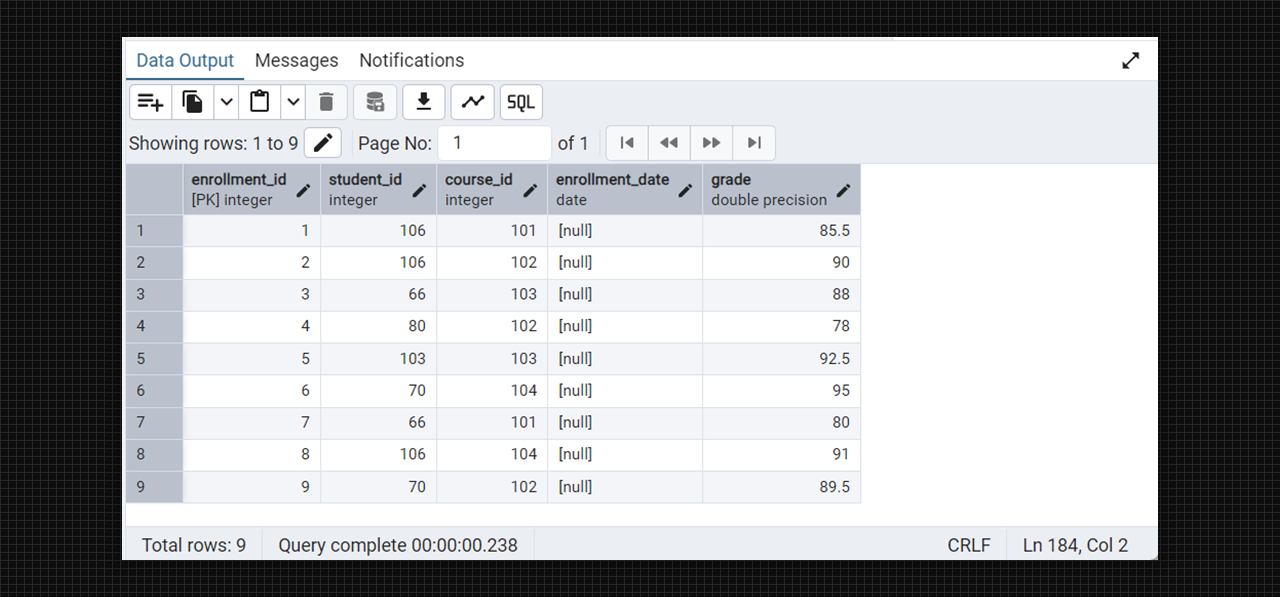 Data Output Messages Notifications
SQL
Showing rows: 1 to 9 Page No: 1 of 1
enrollment_id student_id course_id enrollment_date grade
[PK] integer integer integer date double precision
1 1 106 101 [null] 85.5
2 2 106 102 [null] 90
3 3 66 103 [null] 88
4 4 80 102 [null] 78
5 5 103 103 [null] 92.5
6 6 70 104 [null] 95
7 7 66 101 [null] 80
8 8 106 104 [null] 91
9 9 70 102 [null] 89.5
Total rows: 9 Query complete 00:00:00.238 CRLF Ln 184, Col 2